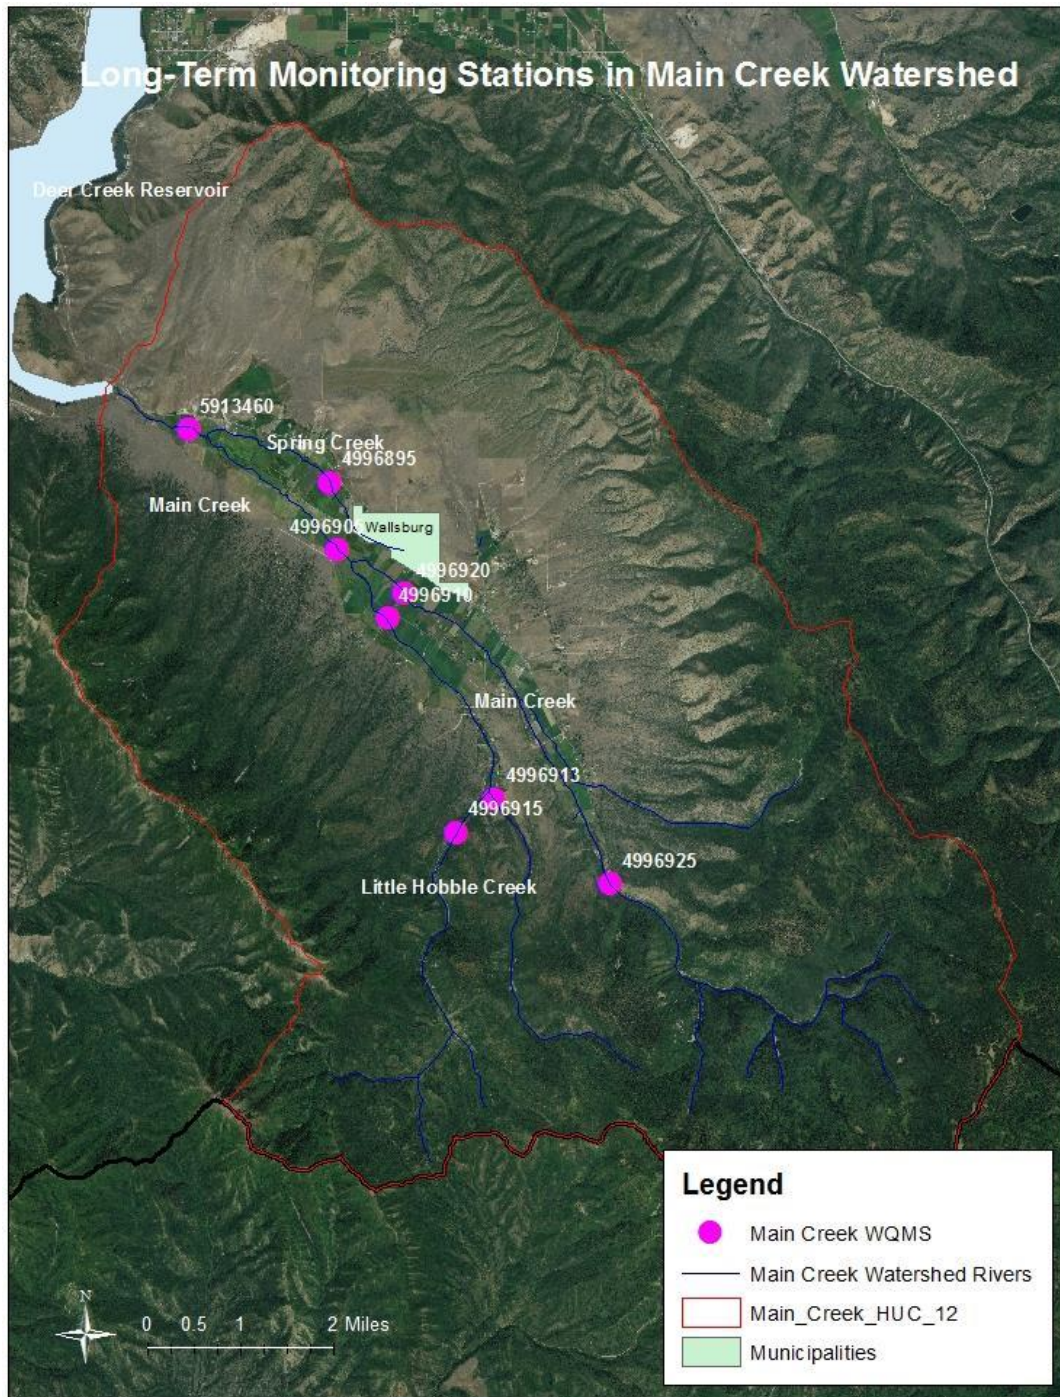 Long-Term Monitoring Stations in Main Creek Watershed
Deer Creek Reservoir
5913460
Spring Creek
4996895
Main Creek
4996905
Wallsburg
4996920
4996910
Main Creek
4996913
4996915
4996925
Little Hobble Creek
Legend
Main Creek WQMS
Main Creek Watershed Rivers
Main_Creek_HUC_12
Municipalities
N
0 0.5 1 2 Miles